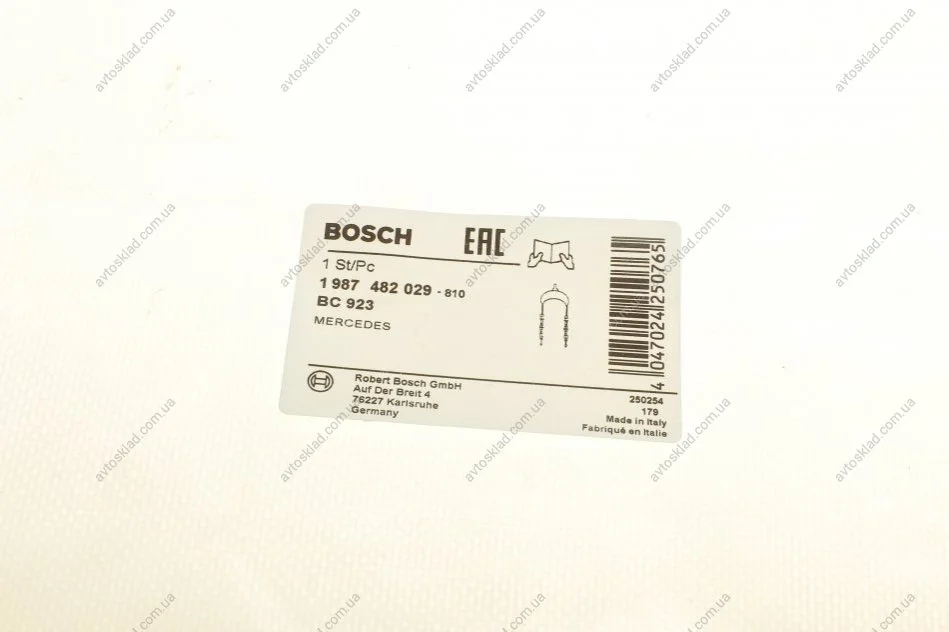 BOSCH
EAC
1 St/Pc
1 987 482 029 - 810
BC 923
MERCEDES
4 047024 250765
Robert Bosch GmbH
Auf Der Breit 4
76227 Karlsruhe
Germany
250254
179
Made in Italy
Fabriqué en Italie
avtosklad.com.ua